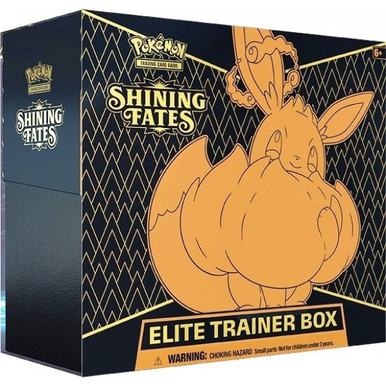 Pokémon
TRADING CARD GAME
SHINING
FATES
6+
Pokémon
SHINING
FATES
ELITE TRAINER BOX
WARNING: CHOKING HAZARD Small parts Not for children under 3 years.